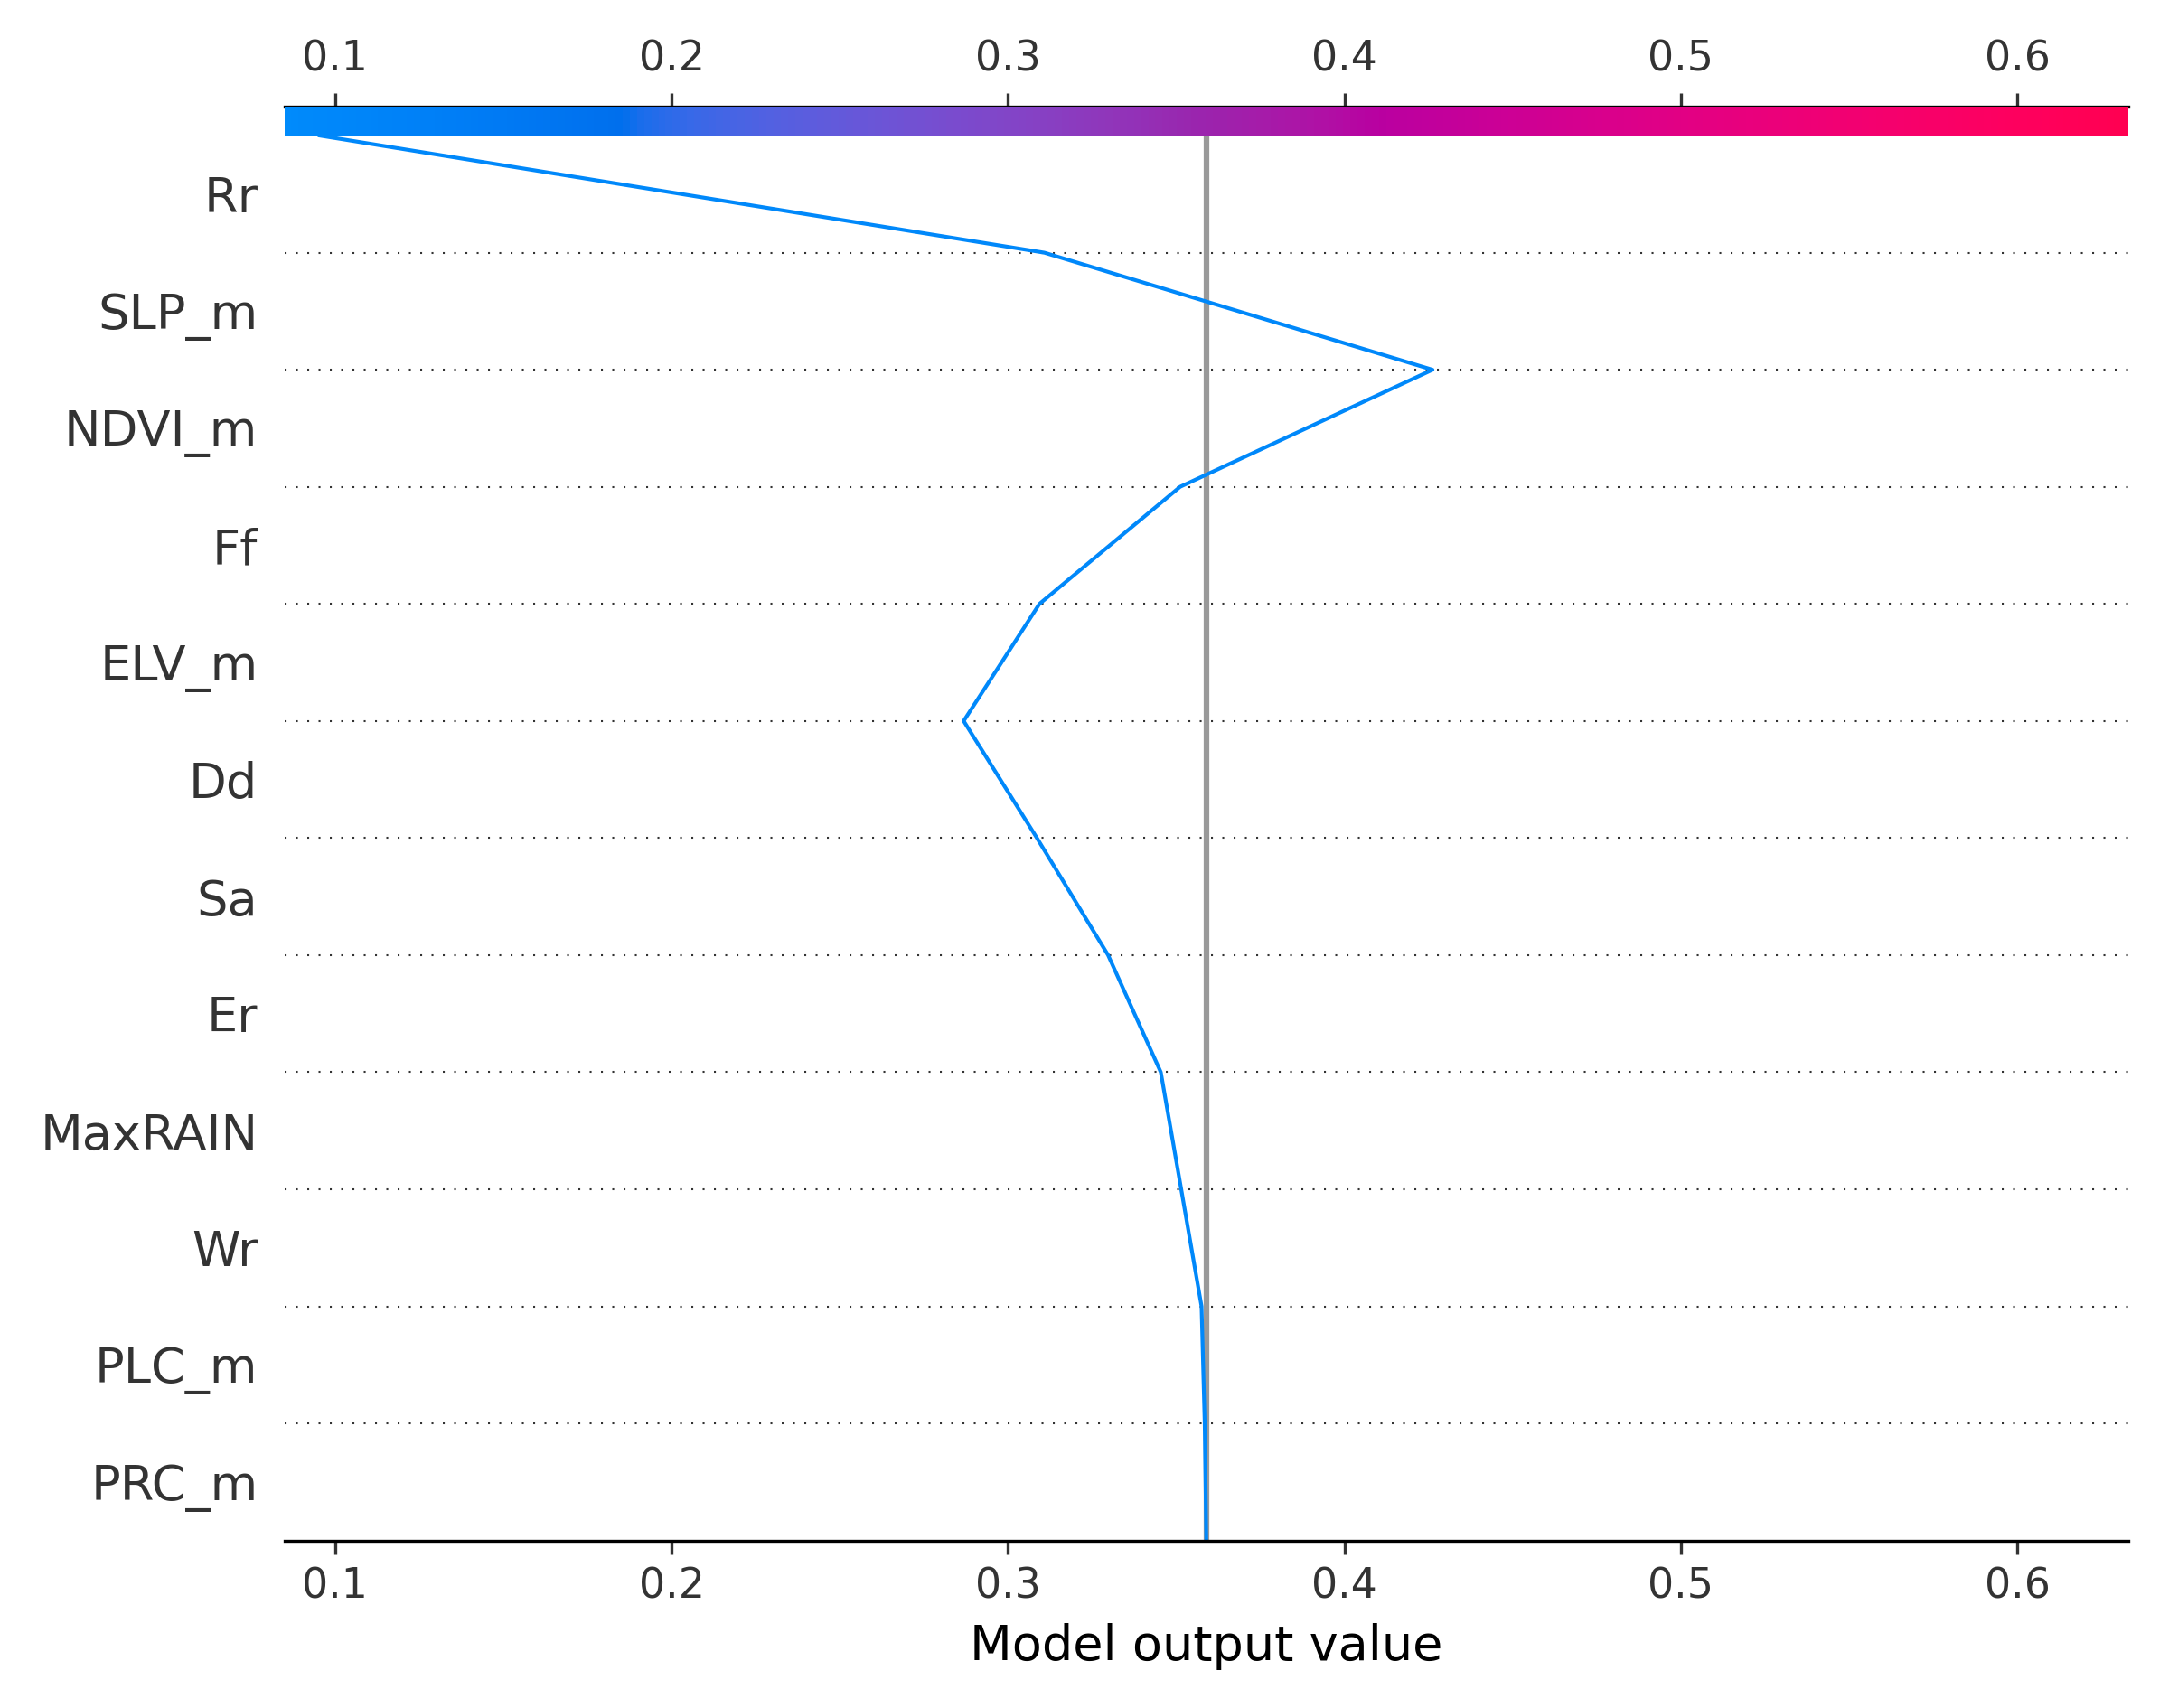 0.1 0.2 0.3 0.4 0.5 0.6
Rr
SLP_m
NDVI_m
Ff
ELV_m
Dd
Sa
Er
MaxRAIN
Wr
PLC_m
PRC_m
0.1 0.2 0.3 0.4 0.5 0.6
Model output value